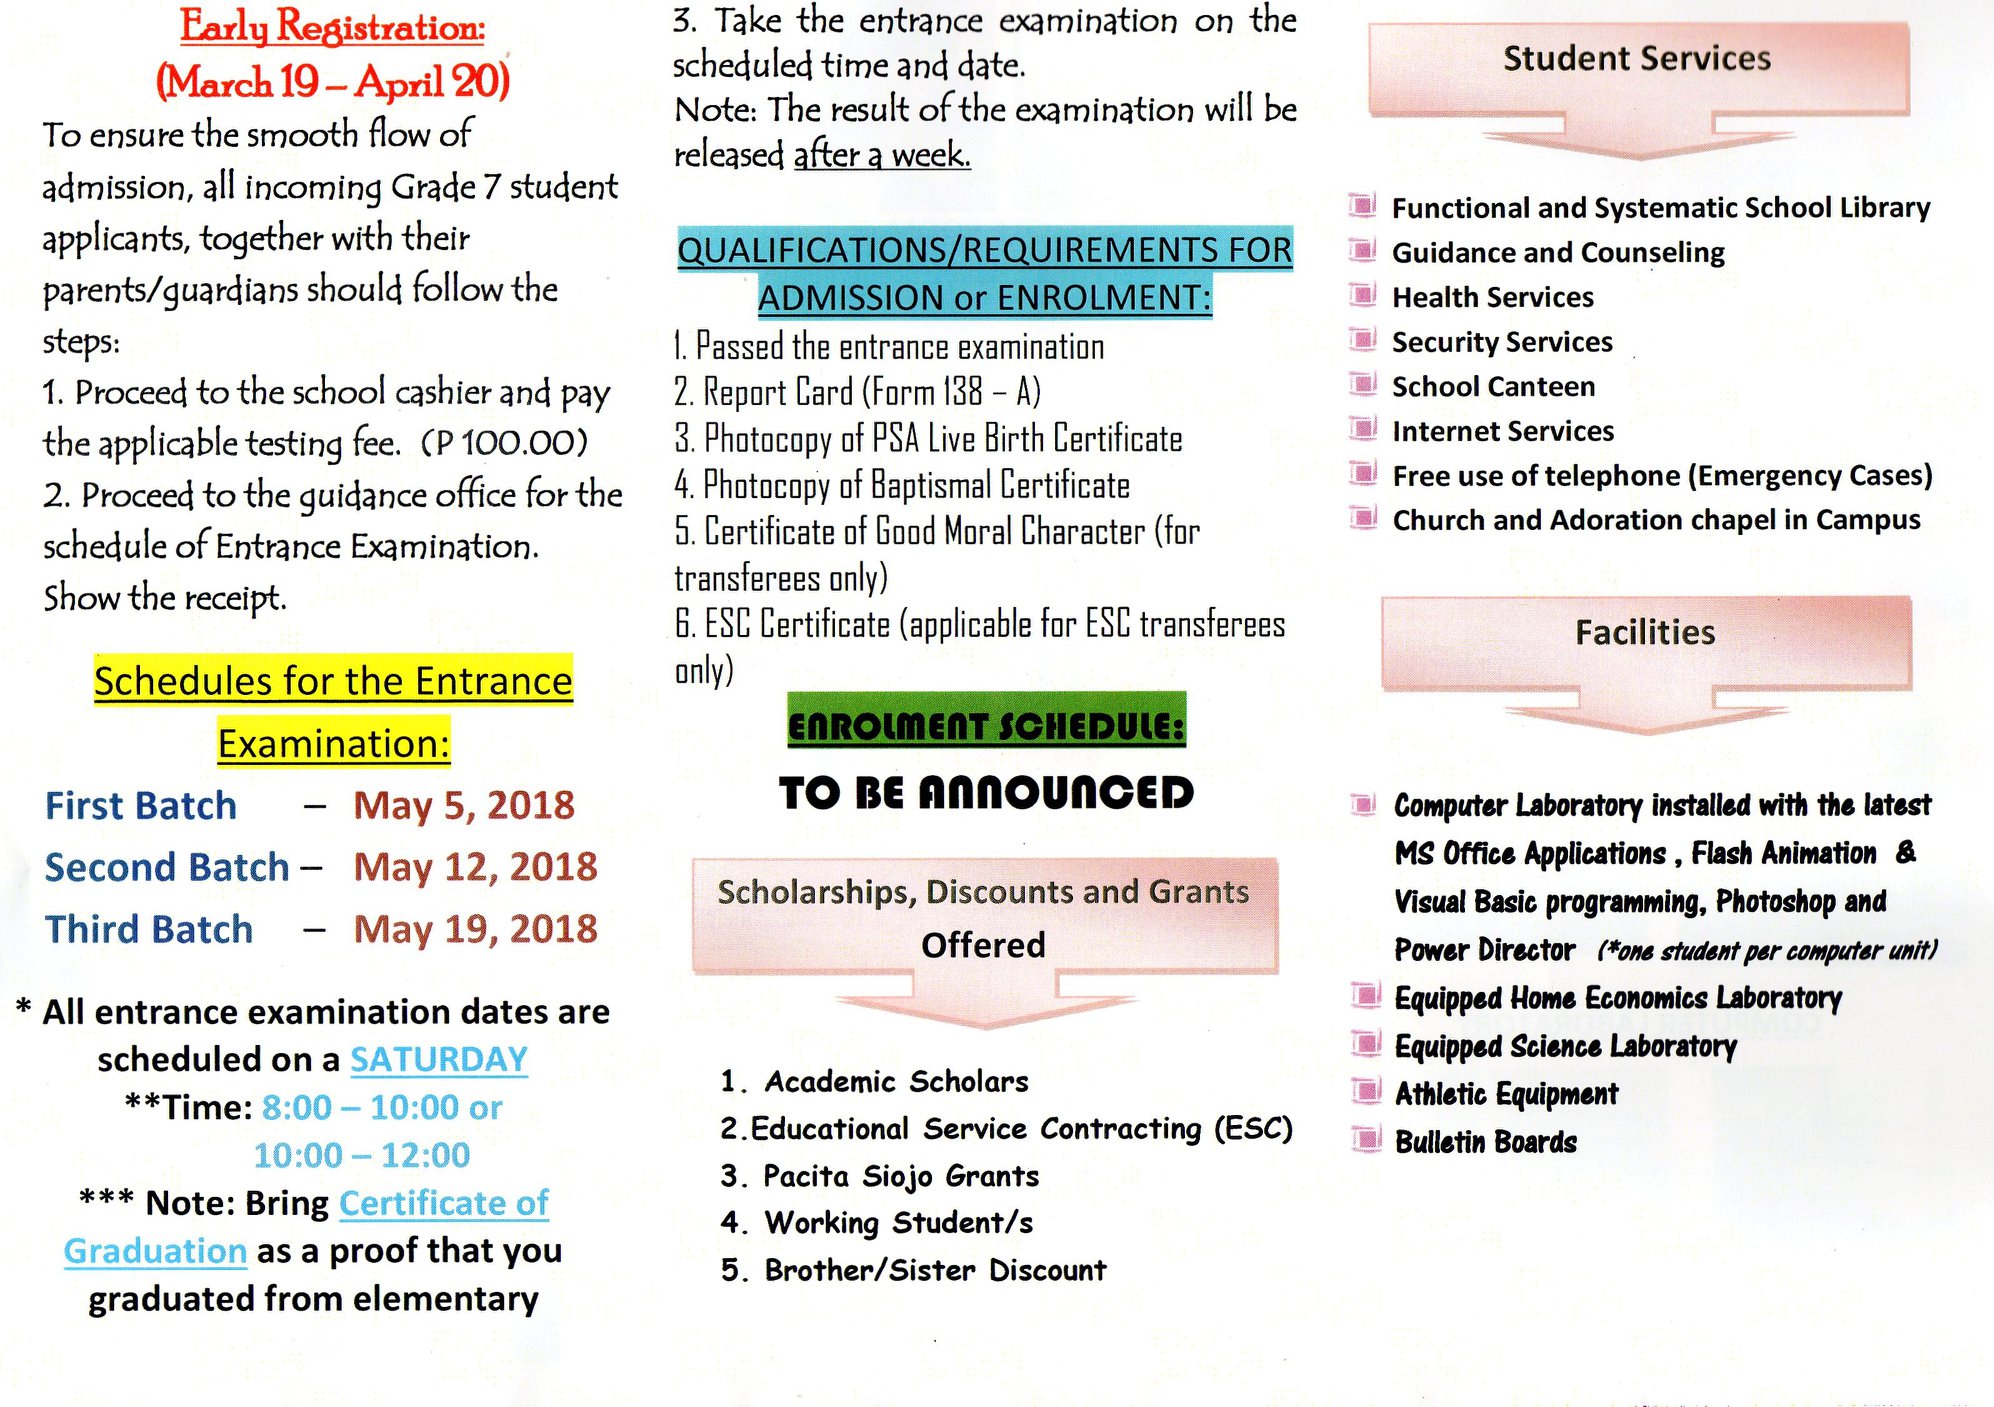 Early Registration:
(March 19 – April 20)
To ensure the smooth flow of
admission, all incoming Grade 7 student
applicants, together with their
parents/guardians should follow the
steps:
1. Proceed to the school cashier and pay
the applicable testing fee. (P 100.00)
2. Proceed to the guidance office for the
schedule of Entrance Examination.
Show the receipt.
Schedules for the Entrance
Examination:
First Batch – May 5, 2018
Second Batch – May 12, 2018
Third Batch – May 19, 2018
* All entrance examination dates are
scheduled on a SATURDAY
**Time: 8:00 – 10:00 or
10:00 – 12:00
*** Note: Bring Certificate of
Graduation as a proof that you
graduated from elementary
3. Take the entrance examination on the
scheduled time and date.
Note: The result of the examination will be
released after a week.
QUALIFICATIONS/REQUIREMENTS FOR
ADMISSION or ENROLMENT:
1. Passed the entrance examination
2. Report Card (Form 138 – A)
3. Photocopy of PSA Live Birth Certificate
4. Photocopy of Baptismal Certificate
5. Certificate of Good Moral Character (for
transferees only)
6. ESC Certificate (applicable for ESC transferees
only)
ENROLMENT SCHEDULE:
TO BE ANNOUNCED
Scholarships, Discounts and Grants
Offered
1. Academic Scholars
2.Educational Service Contracting (ESC)
3. Pacita Siojo Grants
4. Working Student/s
5. Brother/Sister Discount
Student Services
Functional and Systematic School Library
Guidance and Counseling
Health Services
Security Services
School Canteen
Internet Services
Free use of telephone (Emergency Cases)
Church and Adoration chapel in Campus
Facilities
Computer Laboratory installed with the latest
MS Office Applications , Flash Animation &
Visual Basic programming, Photoshop and
Power Director (*one student per computer unit)
Equipped Home Economics Laboratory
Equipped Science Laboratory
Athletic Equipment
Bulletin Boards